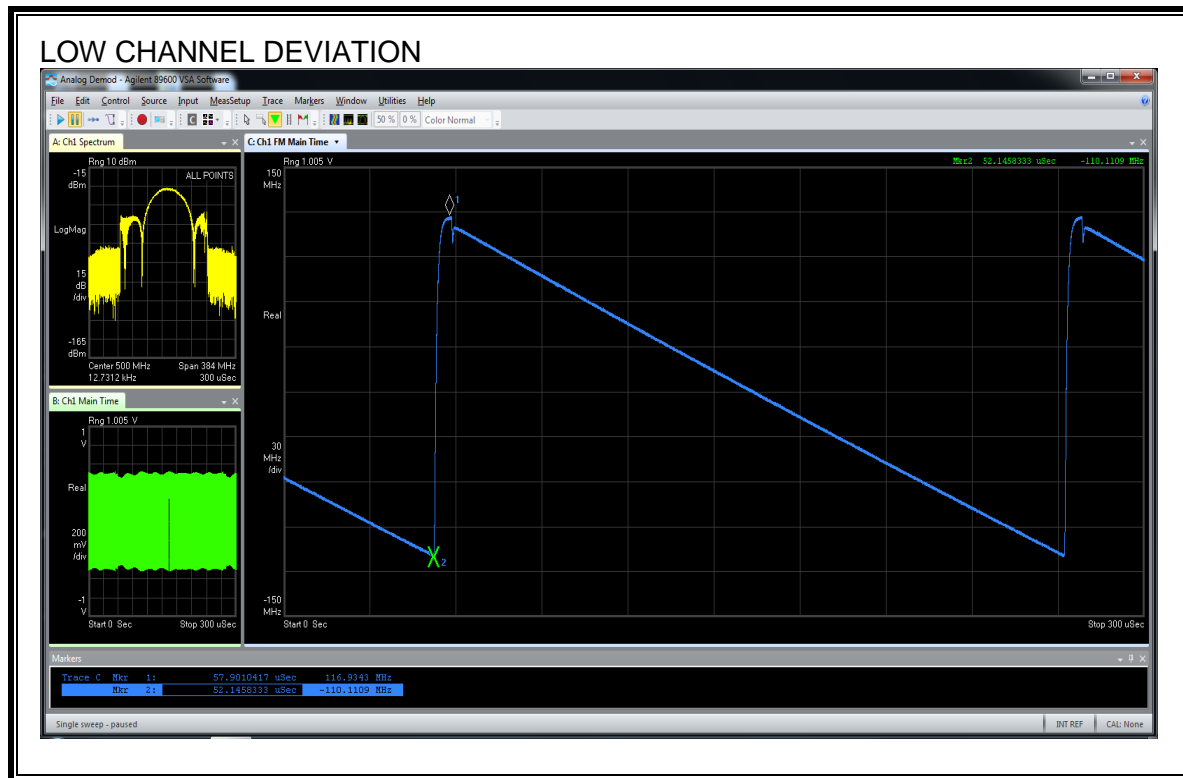 LOW CHANNEL DEVIATION
Analog Demod - Agilent 89600 VSA Software
File Edit Control Source Input MeasSetup Trace Markers Window Utilities Help
50 % 0 % Color Normal
A: Ch1 Spectrum
Rng 10 dBm
-15
dBm
ALL POINTS
LogMag
15
dB
/div
-165
dBm
Center 500 MHz Span 384 MHz
12.7312 kHz 300 uSec
B: Ch1 Main Time
Rng 1.005 V
1
V
Real
200
mV
/div
-1
V
Start 0 Sec Stop 300 uSec
C: Ch1 FM Main Time
Rng 1.005 V Mkr2 52.1458333 uSec -110.1109 MHz
150
MHz
1
Real
30
MHz
/div
2
-150
MHz
Start 0 Sec Stop 300 uSec
Markers
Trace C Mkr 1: 57.9010417 uSec 116.9343 MHz
Mkr 2: 52.1458333 uSec -110.1109 MHz
Single sweep - paused INT REF CAL: None